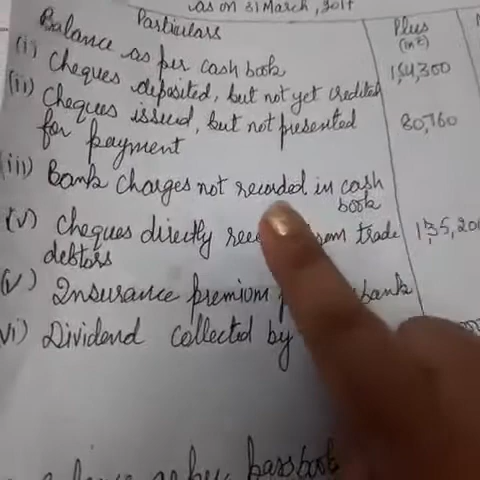 as on 31 March, 2017
Particulars
Plus
(in ₹)
Balance as per cash book
1,54,300
(i) Cheques deposited, but not yet credited
(ii) Cheques issued, but not presented
for payment
80,760
(iii) Bank charges not recorded in cash
book
(v) Cheques directly from trade
debtors
1,35,200
(v) Insurance premium bank
vi) Dividend collected by
as per passbook